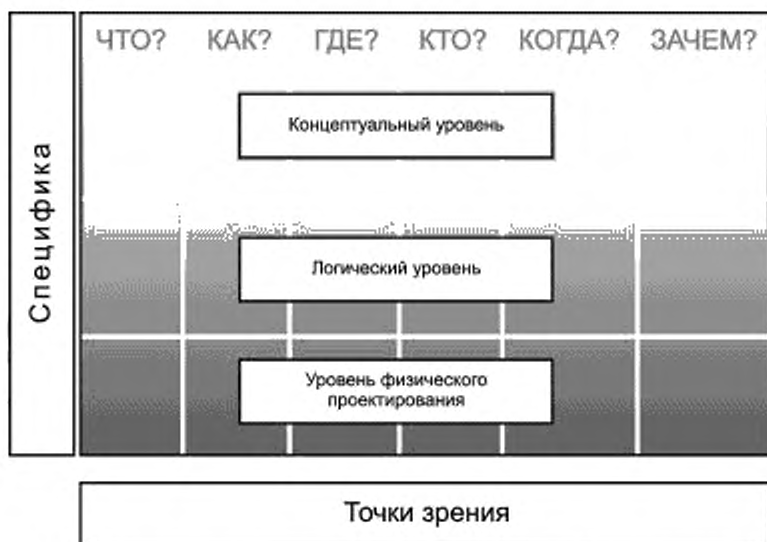 ЧТО? КАК? ГДЕ? КТО? КОГДА? ЗАЧЕМ?
Специфика
Концептуальный уровень
Логический уровень
Уровень физического
проектирования
Точки зрения